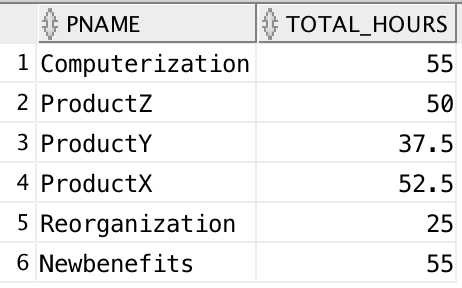 PNAME TOTAL_HOURS
1 Computerization 55
2 ProductZ 50
3 ProductY 37.5
4 ProductX 52.5
5 Reorganization 25
6 Newbenefits 55